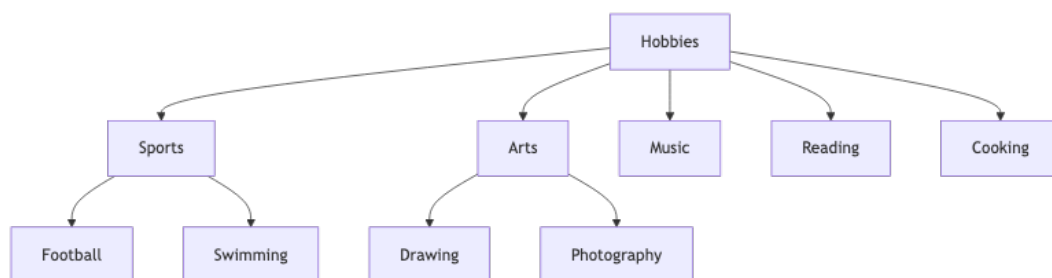 Hobbies
Sports
Arts
Music
Reading
Cooking
Football
Swimming
Drawing
Photography